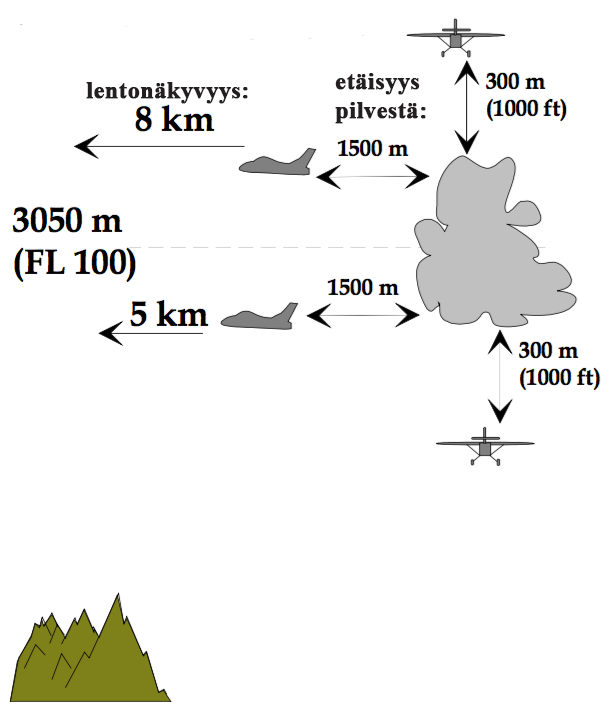 lentonäkyvyys:
8 km
etäisyys
pilvestä:
300 m
(1000 ft)
1500 m
3050 m
(FL 100)
1500 m
5 km
300 m
(1000 ft)